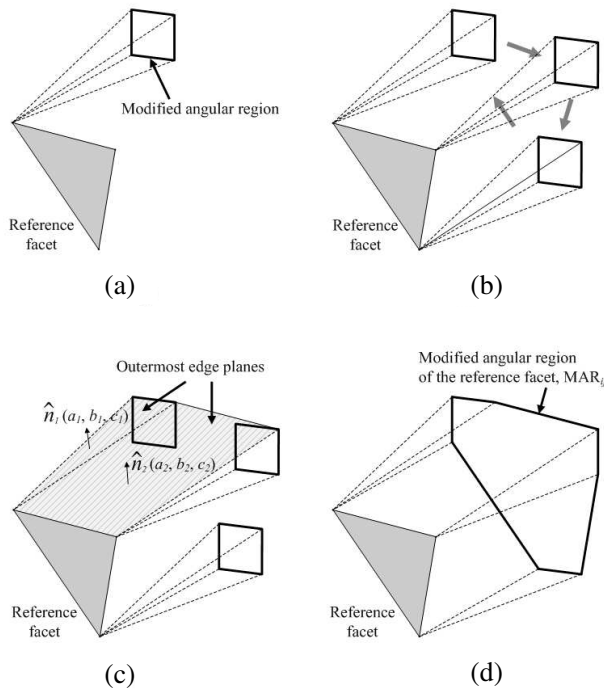 Modified angular region
Reference
facet
(a)
Reference
facet
(b)
Outermost edge planes
n̂₁ (a₁, b₁, c₁)
n̂₂ (a₂, b₂, c₂)
Reference
facet
(c)
Modified angular region
of the reference facet, MAR
Reference
facet
(d)